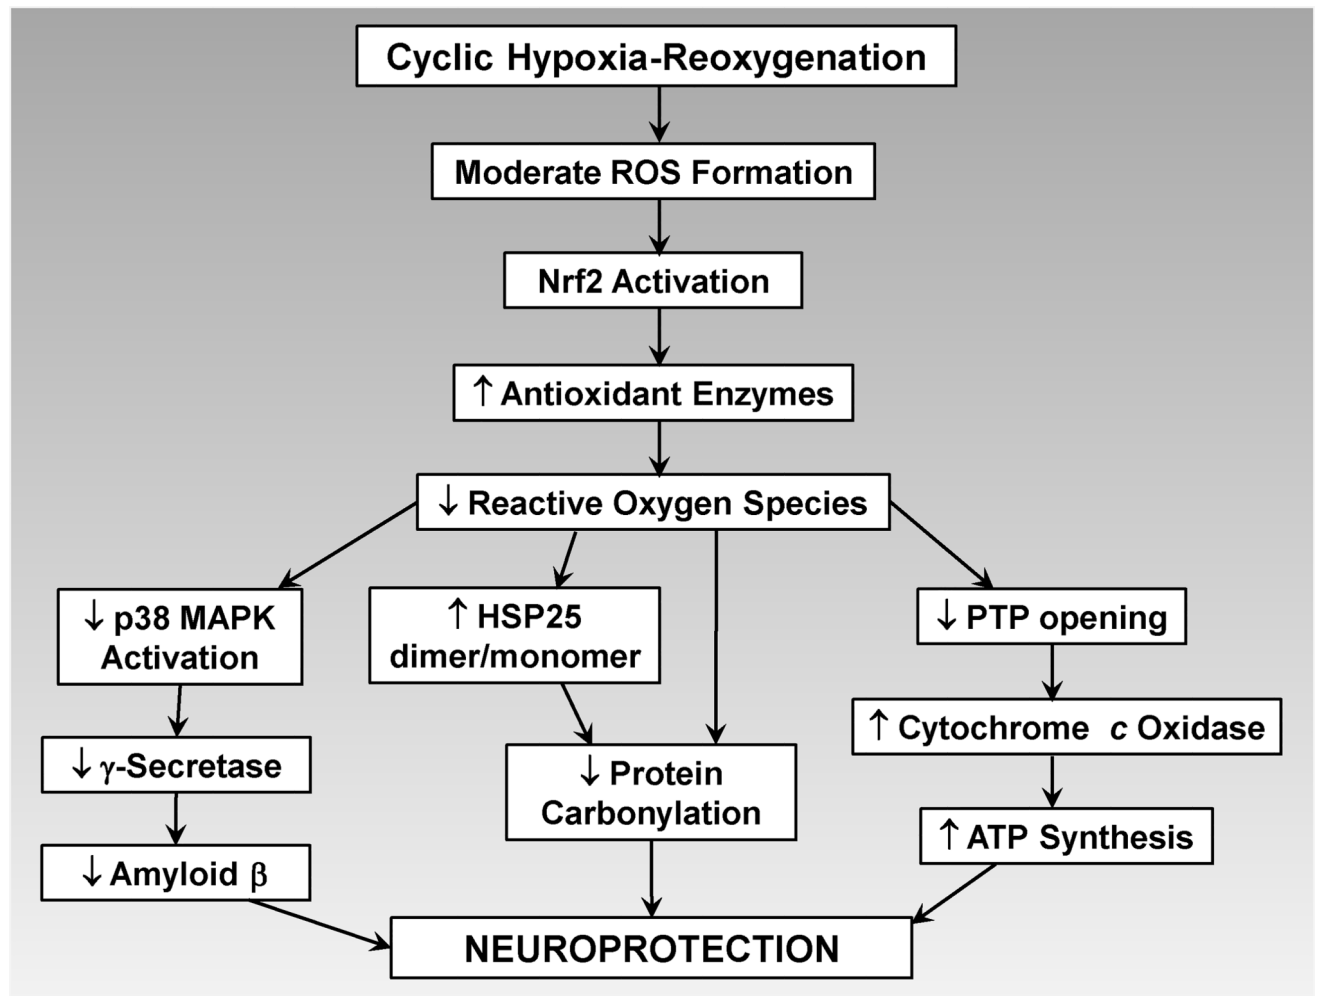 Cyclic Hypoxia-Reoxygenation
Moderate ROS Formation
Nrf2 Activation
↑ Antioxidant Enzymes
↓ Reactive Oxygen Species
↓ p38 MAPK
Activation
↑ HSP25
dimer/monomer
↓ PTP opening
↑ Cytochrome c Oxidase
↓ γ-Secretase
↓ Protein
Carbonylation
↑ ATP Synthesis
↓ Amyloid β
NEUROPROTECTION